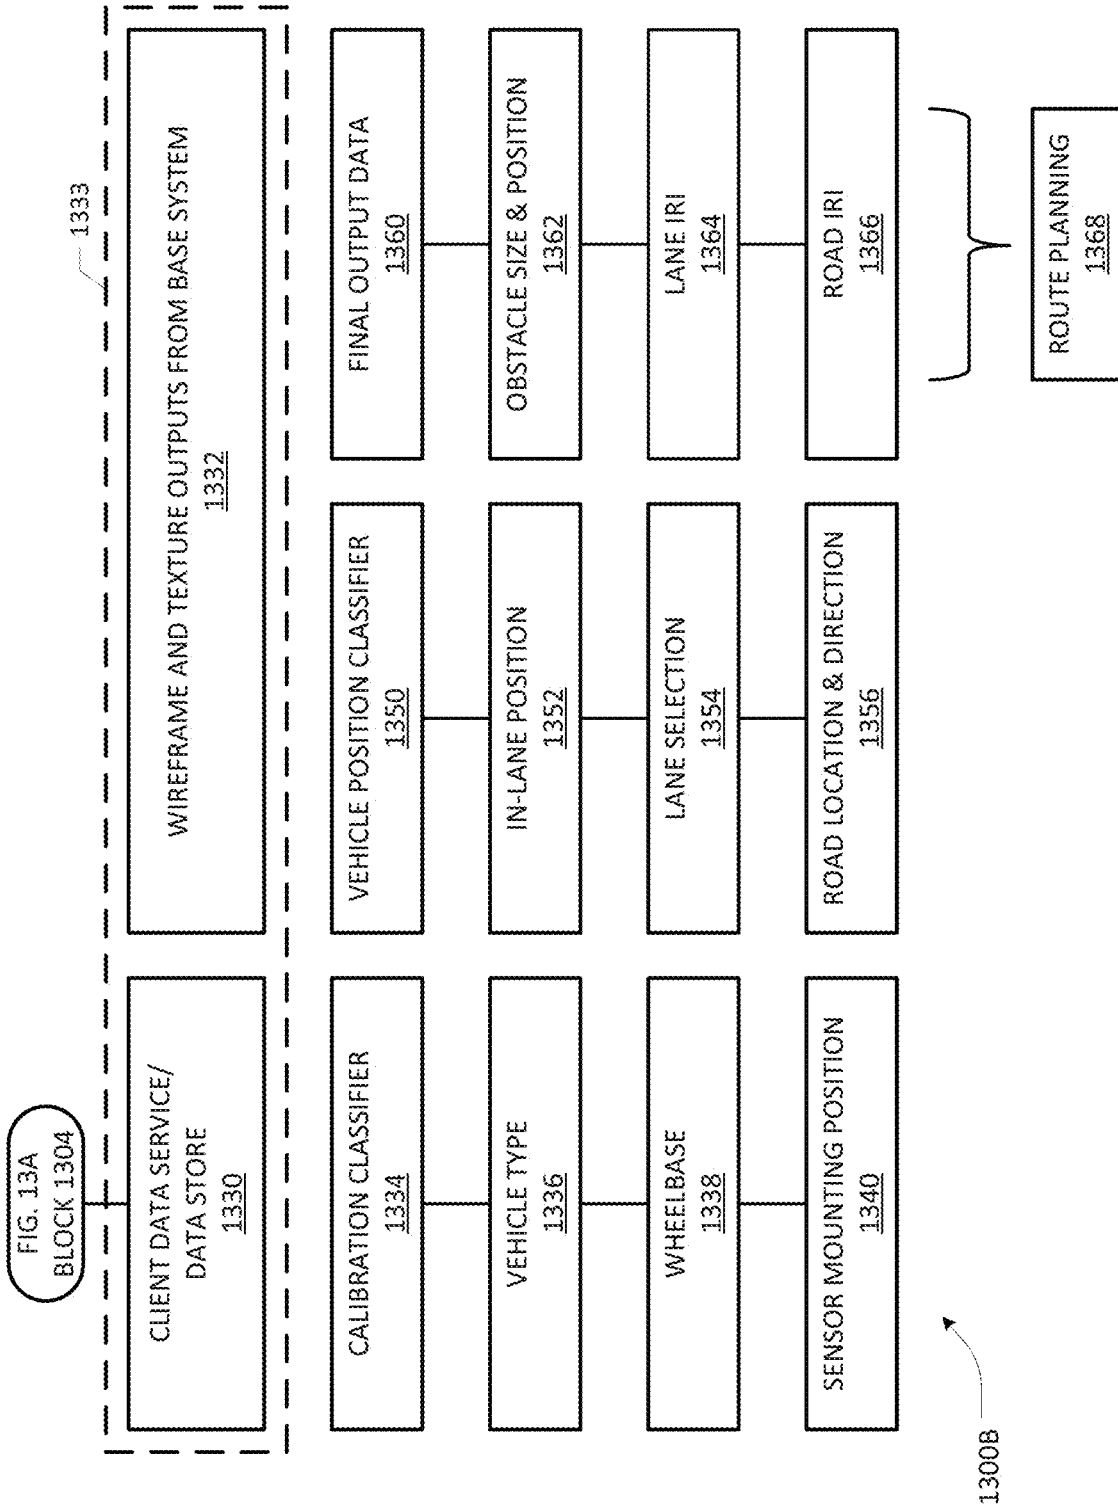 FIG. 13A
BLOCK 1304
1333
CLIENT DATA SERVICE/
DATA STORE
1330
WIREFRAME AND TEXTURE OUTPUTS FROM BASE SYSTEM
1332
CALIBRATION CLASSIFIER
1334
VEHICLE TYPE
1336
WHEELBASE
1338
SENSOR MOUNTING POSITION
1340
VEHICLE POSITION CLASSIFIER
1350
IN-LANE POSITION
1352
LANE SELECTION
1354
ROAD LOCATION & DIRECTION
1356
FINAL OUTPUT DATA
1360
OBSTACLE SIZE & POSITION
1362
LANE IRI
1364
ROAD IRI
1366
ROUTE PLANNING
1368
1300B